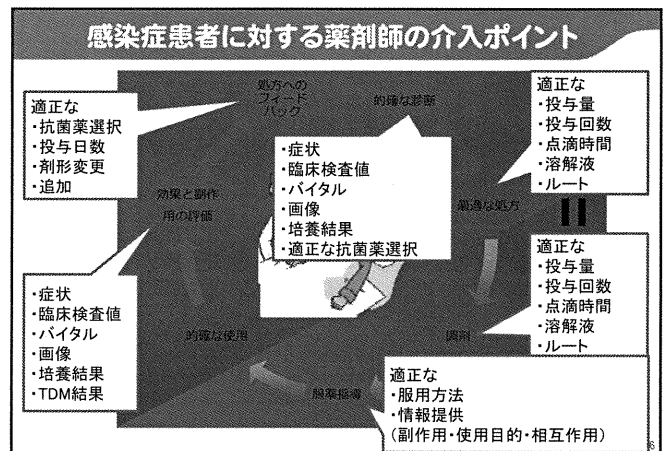 感染症患者に対する薬剤師の介入ポイント
処方への
フィード
バック
的確な診断
適正な
・抗菌薬選択
・投与日数
・剤形変更
・追加
・症状
・臨床検査値
・バイタル
・画像
・培養結果
・適正な抗菌薬選択
適正な
・投与量
・投与回数
・点滴時間
・溶解液
・ルート
効果と副作
用の評価
最適な処方
適正な
・投与量
・投与回数
・点滴時間
・溶解液
・ルート
・症状
・臨床検査値
・バイタル
・画像
・培養結果
・TDM結果
的確な使用
調剤
服薬指導
適正な
・服用方法
・情報提供
(副作用・使用目的・相互作用)
6